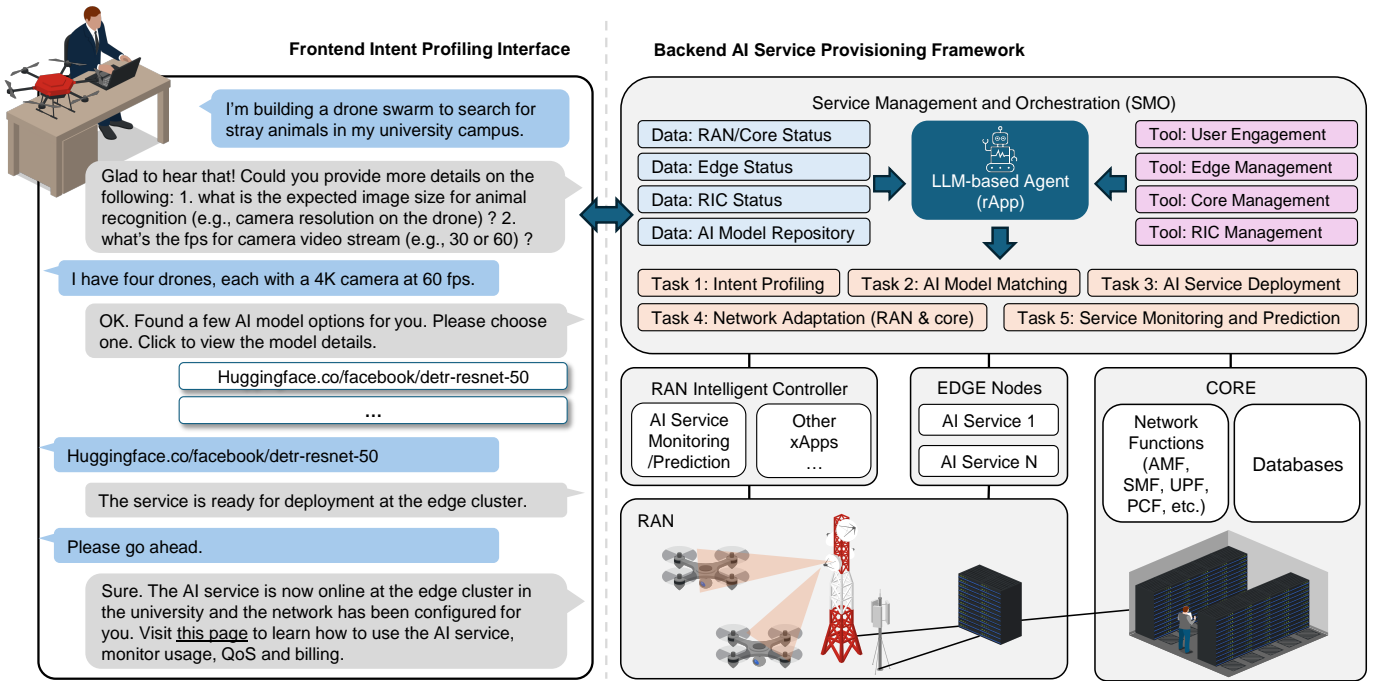 Frontend Intent Profiling Interface
I'm building a drone swarm to search for
stray animals in my university campus.
Glad to hear that! Could you provide more details on the
following: 1. what is the expected image size for animal
recognition (e.g., camera resolution on the drone) ? 2.
what's the fps for camera video stream (e.g., 30 or 60) ?
I have four drones, each with a 4K camera at 60 fps.
OK. Found a few AI model options for you. Please choose
one. Click to view the model details.
Huggingface.co/facebook/detr-resnet-50
...
Huggingface.co/facebook/detr-resnet-50
The service is ready for deployment at the edge cluster.
Please go ahead.
Sure. The AI service is now online at the edge cluster in
the university and the network has been configured for
you. Visit this page to learn how to use the AI service,
monitor usage, QoS and billing.
Backend AI Service Provisioning Framework
Service Management and Orchestration (SMO)
Data: RAN/Core Status
Data: Edge Status
Data: RIC Status
Data: AI Model Repository
LLM-based Agent
(rApp)
Tool: User Engagement
Tool: Edge Management
Tool: Core Management
Tool: RIC Management
Task 1: Intent Profiling
Task 2: AI Model Matching
Task 3: AI Service Deployment
Task 4: Network Adaptation (RAN & core)
Task 5: Service Monitoring and Prediction
RAN Intelligent Controller
AI Service
Monitoring
/Prediction
Other
xApps
...
EDGE Nodes
AI Service 1
AI Service N
CORE
Network
Functions
(AMF,
SMF, UPF,
PCF, etc.)
Databases
RAN